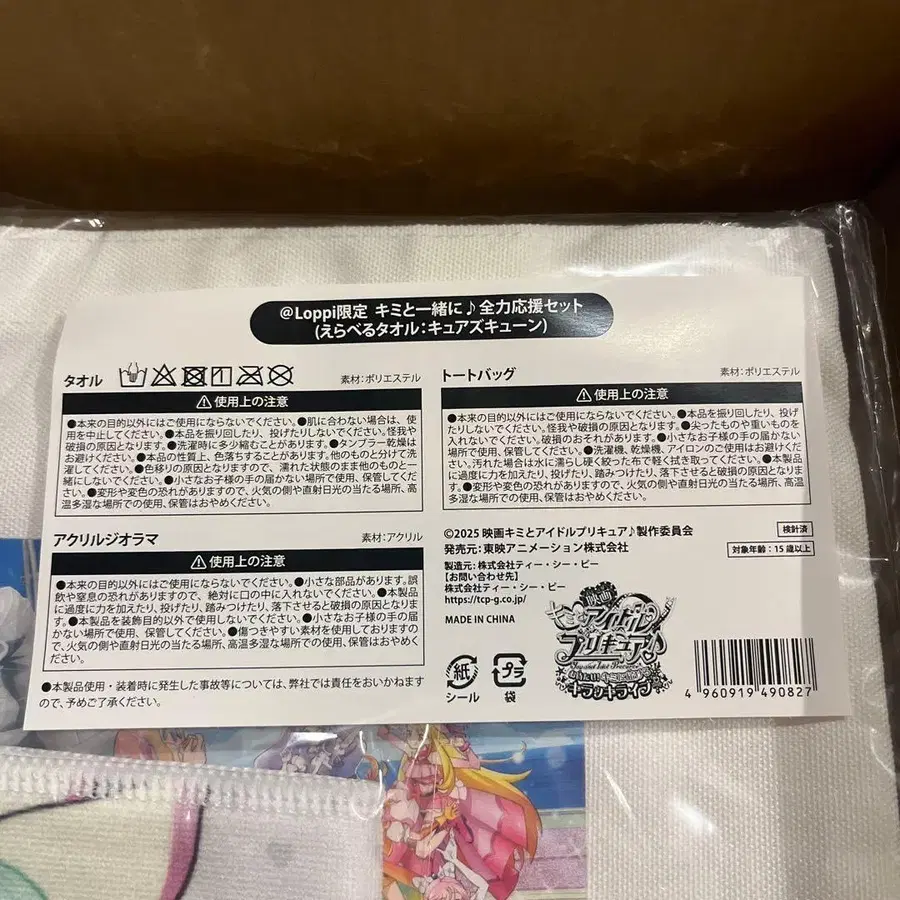 @Loppi限定 キミと一緒に♪全力応援セット
(えらべるタオル:キュアズキューン)
タオル
素材:ポリエステル
⚠使用上の注意
●本来の目的以外にはご使用にならないでください。●肌に合わない場合は、使
用を中止してください。●本品を振り回したり、投げたりしないでください。怪我や
破損の原因となります。●洗濯時に多少縮むことがあります。●タンブラー乾燥は
お避けください。●本品の性質上、色落ちすることがあります。他のものと分けて洗
濯してください。●色移りの原因となりますので、濡れた状態のまま他のものと一
緒にしないでください。●小さなお子様の手の届かない場所で使用、保管してくださ
い。●変形や変色の恐れがありますので、火気の側や直射日光の当たる場所、高
温多湿な場所での使用、保管はおやめください。
トートバッグ
素材:ポリエステル
⚠使用上の注意
●本来の目的以外にはご使用にならないでください。●本品を振り回したり、投げ
たりしないでください。怪我や破損の原因となります。●尖ったものや重いものを
入れないでください。破損のおそれがあります。●小さなお子様の手の届かない
場所で使用、保管してください。●洗濯機、乾燥機、アイロンのご使用はお避けくだ
さい。汚れた場合は水に濡らし硬く絞った布で軽く拭き取ってください。●本製品
に過度に力を加えたり、投げたり、踏みつけたり、落下させると破損の原因となりま
す。●変形や変色の恐れがありますので、火気の側や直射日光の当たる場所、高
温多湿な場所での使用、保管はおやめください。
アクリルジオラマ
素材:アクリル
⚠使用上の注意
●本来の目的以外にはご使用にならないでください。●小さな部品があります。誤
飲や窒息の恐れがありますので、絶対に口の中に入れないでください。●本製品
に過度に力を加えたり、投げたり、踏みつけたり、落下させると破損の原因となりま
す。●本製品を装飾目的以外で使用しないでください。●小さなお子様の手の届
かない場所で使用、保管してください。●傷つきやすい素材を使用しておりますの
で、火気の側や直射日光の当たる場所、高温多湿な場所での使用、保管はおやめく
ださい。
●本製品使用・装着時に発生した事故等については、弊社では責任をおいかねます
ので、予めご了承ください。
©2025 映画キミとアイドルプリキュア♪製作委員会
発売元:東映アニメーション株式会社
検針済
対象年齢:15歳以上
製造元:株式会社ティー・シー・ピー
【お問い合わせ先】
株式会社ティー・シー・ピー
https://tcp-g.co.jp/
MADE IN CHINA
紙
シール
プラ
袋
映画
アイドル
プリキュア♪
キラッキライブ
4 960919 490827